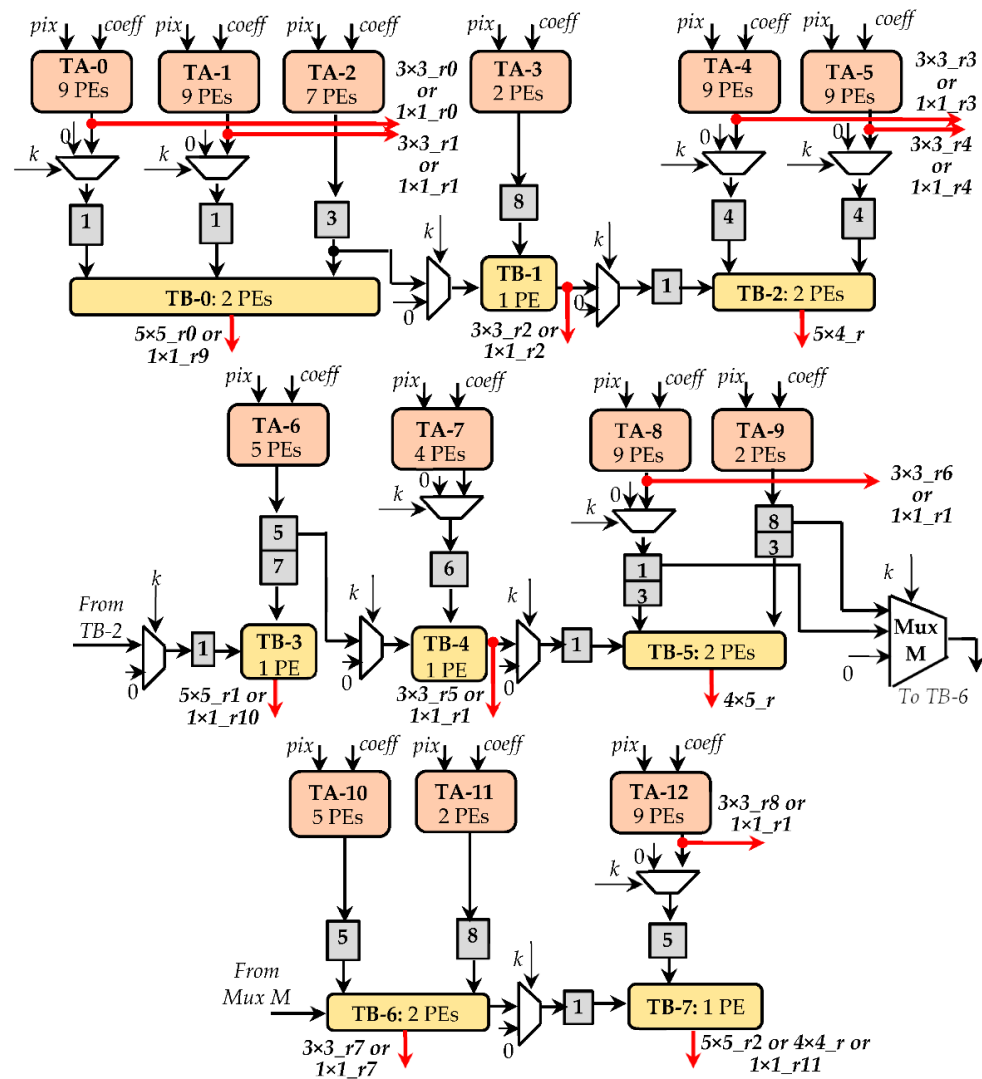 pix coeff pix coeff pix coeff pix coeff pix coeff pix coeff
TA-0
9 PEs
TA-1
9 PEs
TA-2
7 PEs
3×3_r0
or
1×1_r0
TA-3
2 PEs
TA-4
9 PEs
TA-5
9 PEs
3×3_r3
or
1×1_r3
0
0
3×3_r1
or
1×1_r1
0
0
3×3_r4
or
1×1_r4
k
k
k
k
1
1
3
8
4
4
k
k
TB-0: 2 PEs
0
TB-1
1 PE
0
1
TB-2: 2 PEs
5×5_r0 or
1×1_r9
3×3_r2 or
1×1_r2
5×4_r
pix coeff pix coeff pix coeff pix coeff
TA-6
5 PEs
TA-7
4 PEs
TA-8
9 PEs
TA-9
2 PEs
0
0
3×3_r6
or
1×1_r1
k
k
5
7
6
1
3
8
3
k
k
k
k
From
TB-2
0
1
TB-3
1 PE
0
TB-4
1 PE
0
1
TB-5: 2 PEs
Mux
M
0
To TB-6
5×5_r1 or
1×1_r10
3×3_r5 or
1×1_r1
4×5_r
pix coeff pix coeff pix coeff
TA-10
5 PEs
TA-11
2 PEs
TA-12
9 PEs
3×3_r8 or
1×1_r1
0
k
5
8
5
k
From
Mux M
TB-6: 2 PEs
0
1
TB-7: 1 PE
3×3_r7 or
1×1_r7
5×5_r2 or 4×4_r or
1×1_r11